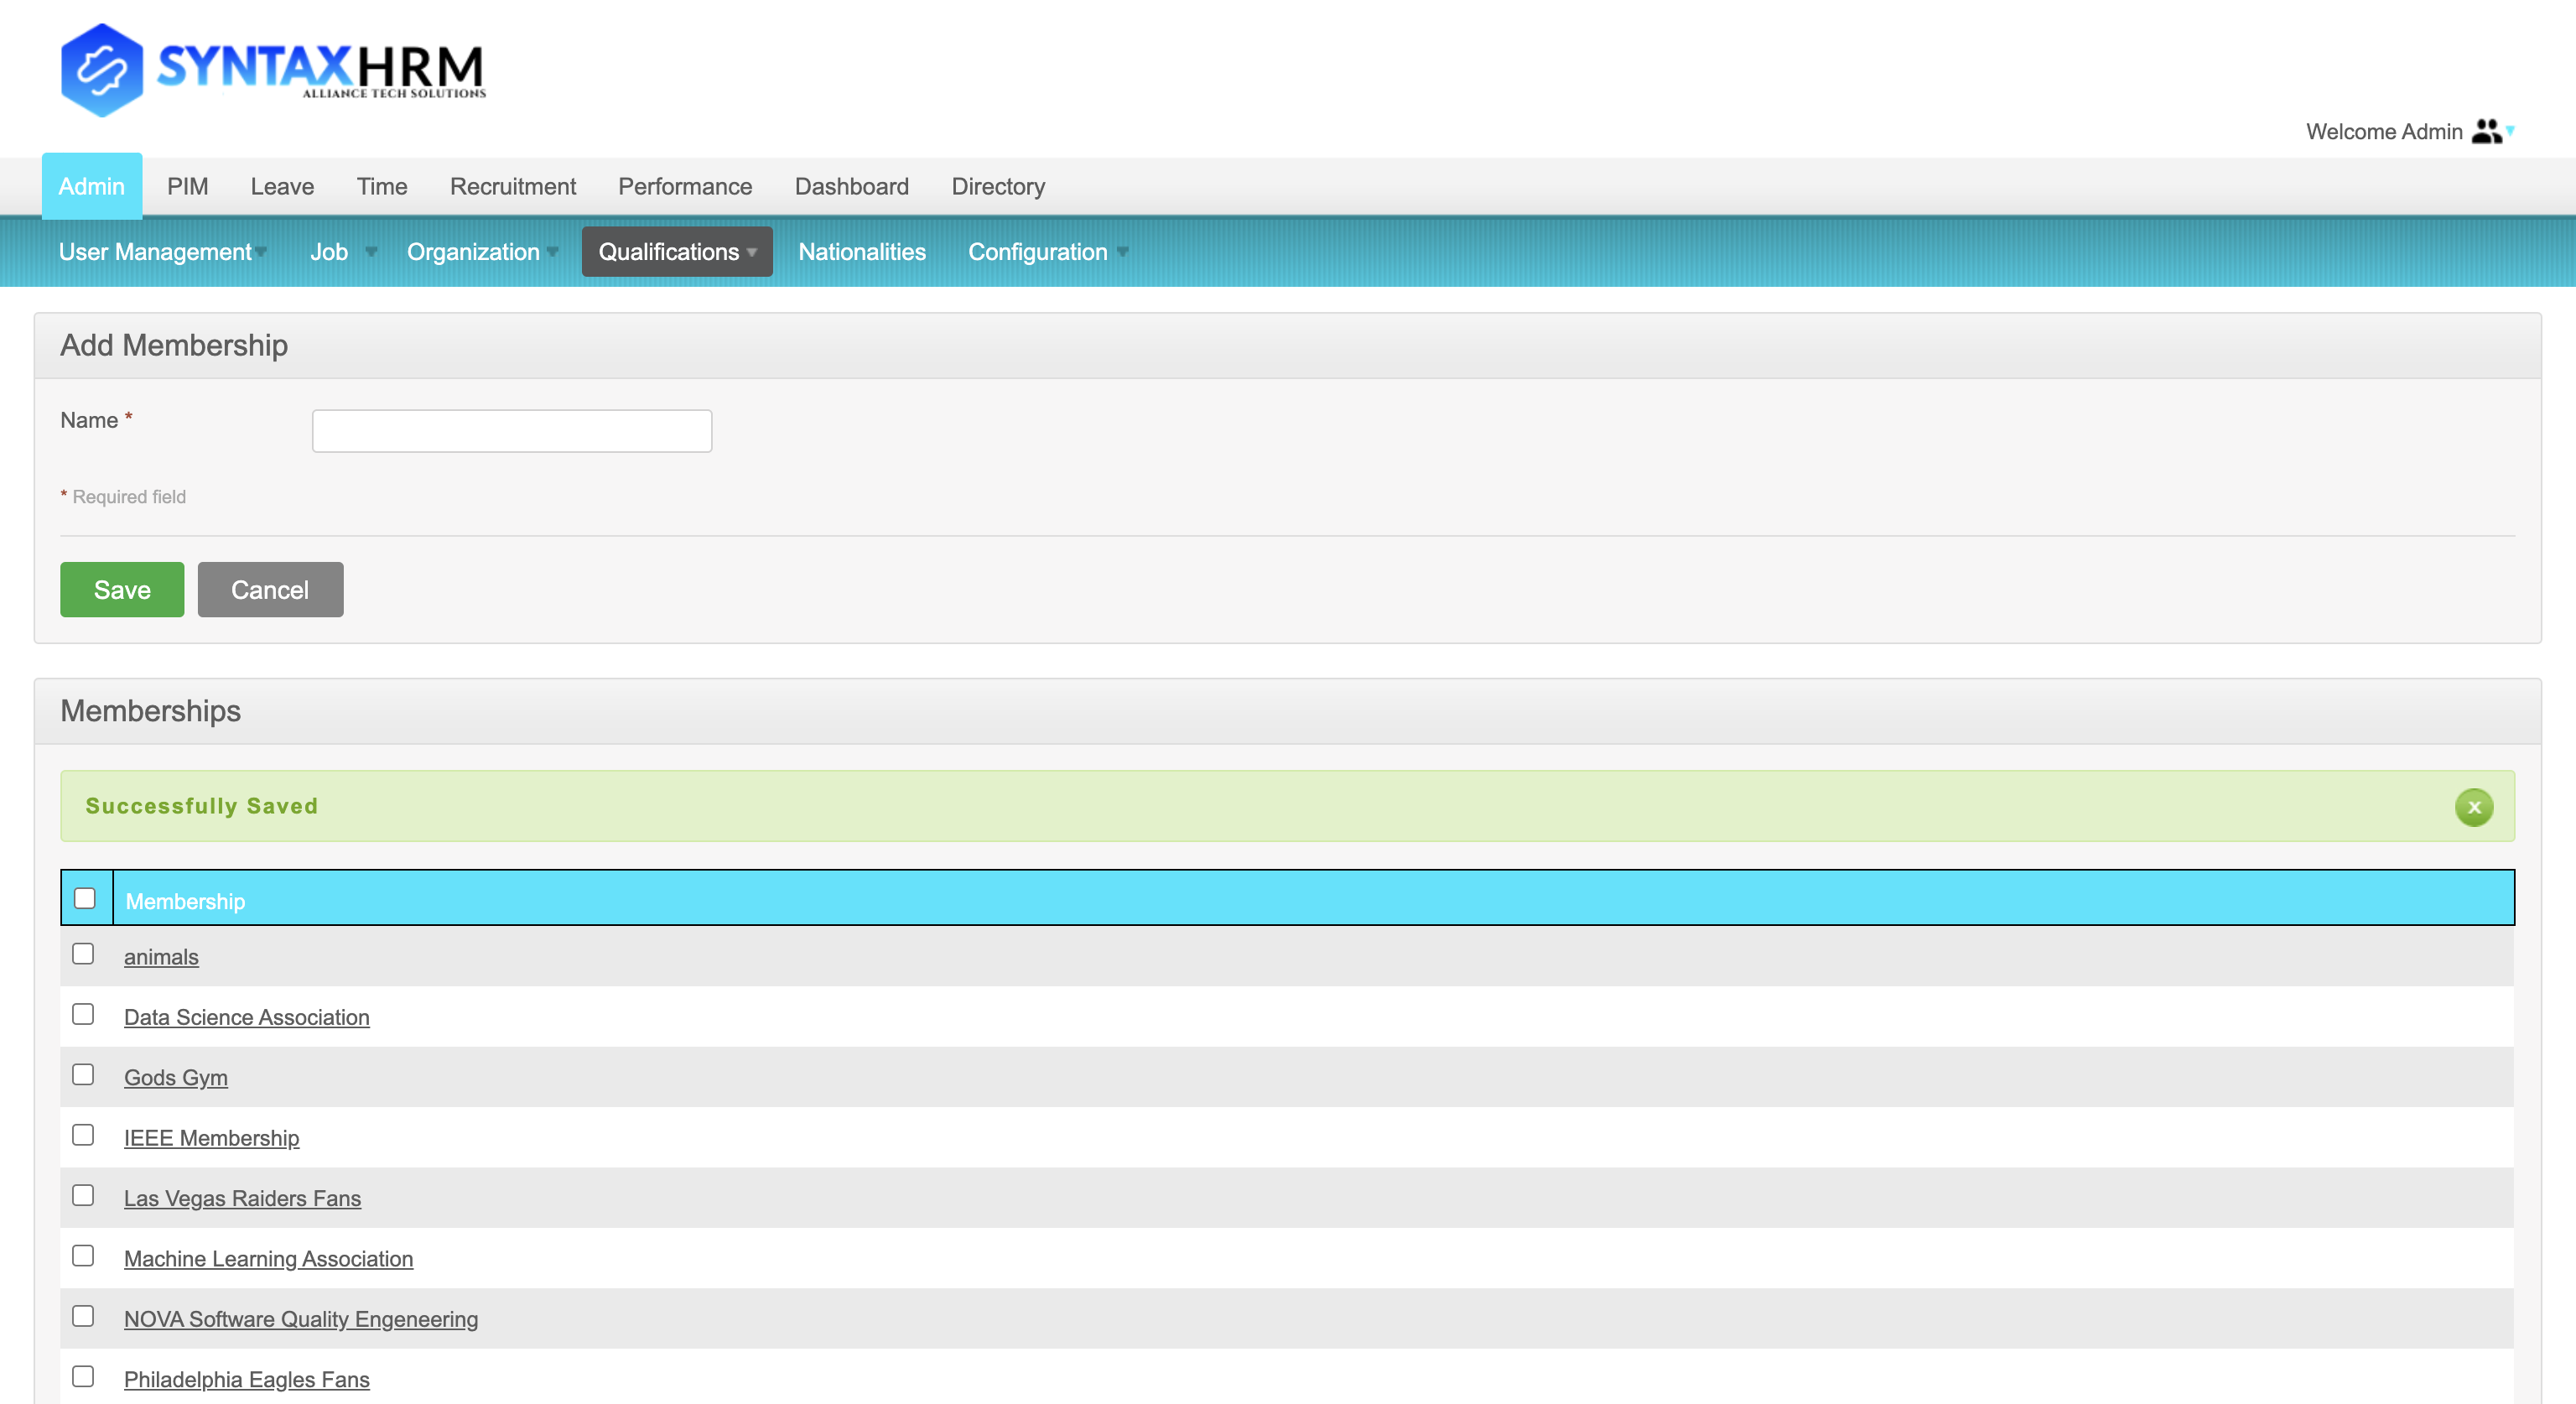 SYNTAXHRM
ALLIANCE TECH SOLUTIONS
Welcome Admin
Admin PIM Leave Time Recruitment Performance Dashboard Directory
User Management Job Organization Qualifications Nationalities Configuration
Add Membership
Name *
* Required field
Save Cancel
Memberships
Successfully Saved
x
Membership
animals
Data Science Association
Gods Gym
IEEE Membership
Las Vegas Raiders Fans
Machine Learning Association
NOVA Software Quality Engeneering
Philadelphia Eagles Fans